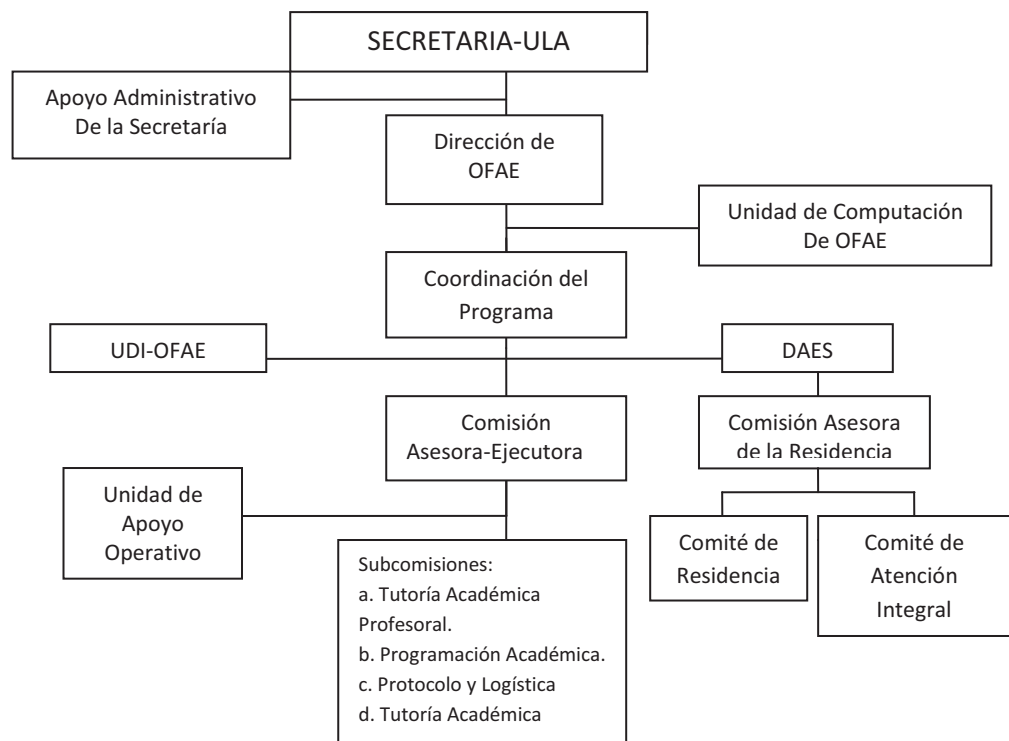 SECRETARIA-ULA
Apoyo Administrativo
De la Secretaría
Dirección de
OFAE
Unidad de Computación
De OFAE
Coordinación del
Programa
UDI-OFAE
DAES
Comisión
Asesora-Ejecutora
Comisión Asesora
de la Residencia
Unidad de
Apoyo
Operativo
Subcomisiones:
a. Tutoría Académica
Profesoral.
b. Programación Académica.
c. Protocolo y Logística
d. Tutoría Académica
Comité de
Residencia
Comité de
Atención
Integral